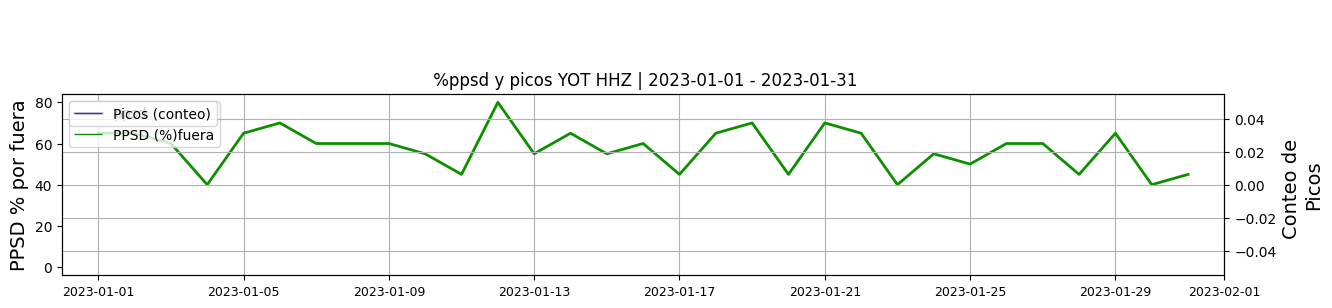 %ppsd y picos YOT HHZ | 2023-01-01 - 2023-01-31
PPSD % por fuera
80
60
40
20
0
Picos (conteo)
PPSD (%)fuera
0.04
0.02
0.00
−0.02
−0.04
Conteo de
Picos
2023-01-01 2023-01-05 2023-01-09 2023-01-13 2023-01-17 2023-01-21 2023-01-25 2023-01-29 2023-02-01